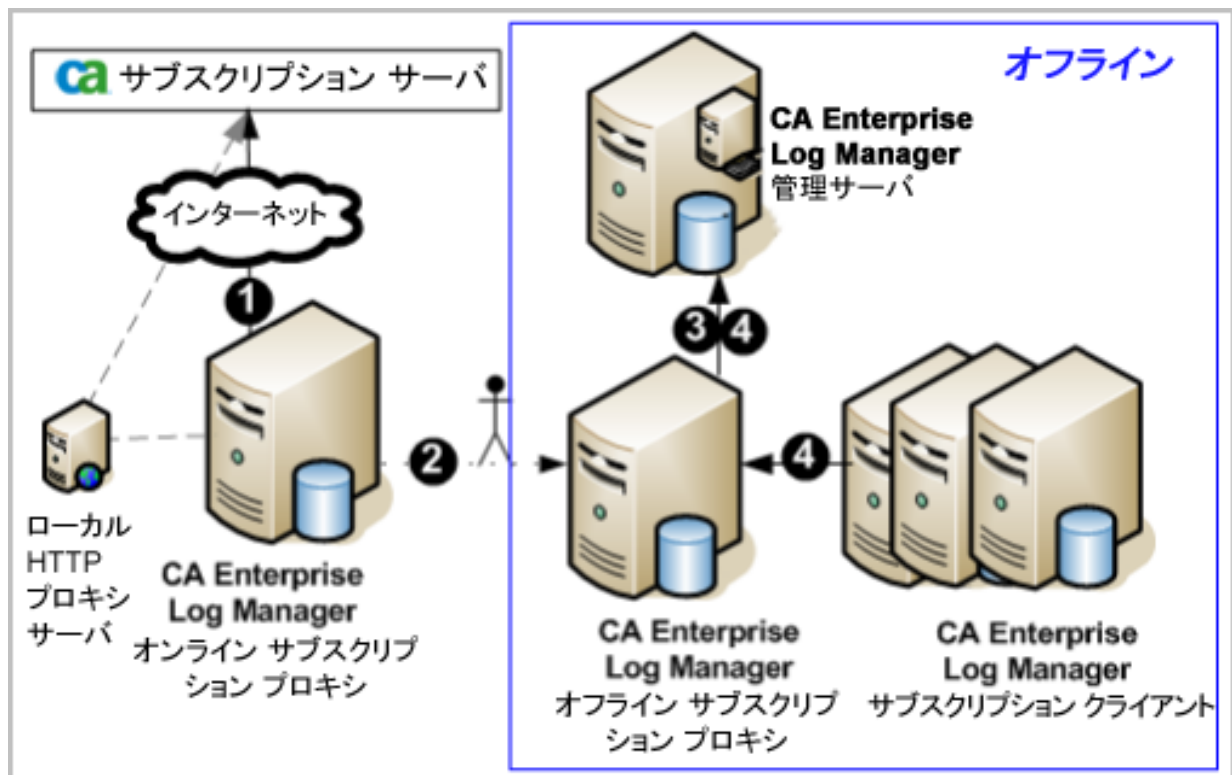 ca サブスクリプション サーバ
オフライン
CA Enterprise
Log Manager
管理サーバ
インターネット
1
3 4
2
4
ローカル
HTTP
プロキシ
サーバ
CA Enterprise
Log Manager
オンライン サブスクリプ
ション プロキシ
CA Enterprise
Log Manager
オフライン サブスクリプ
ション プロキシ
CA Enterprise
Log Manager
サブスクリプション クライアント